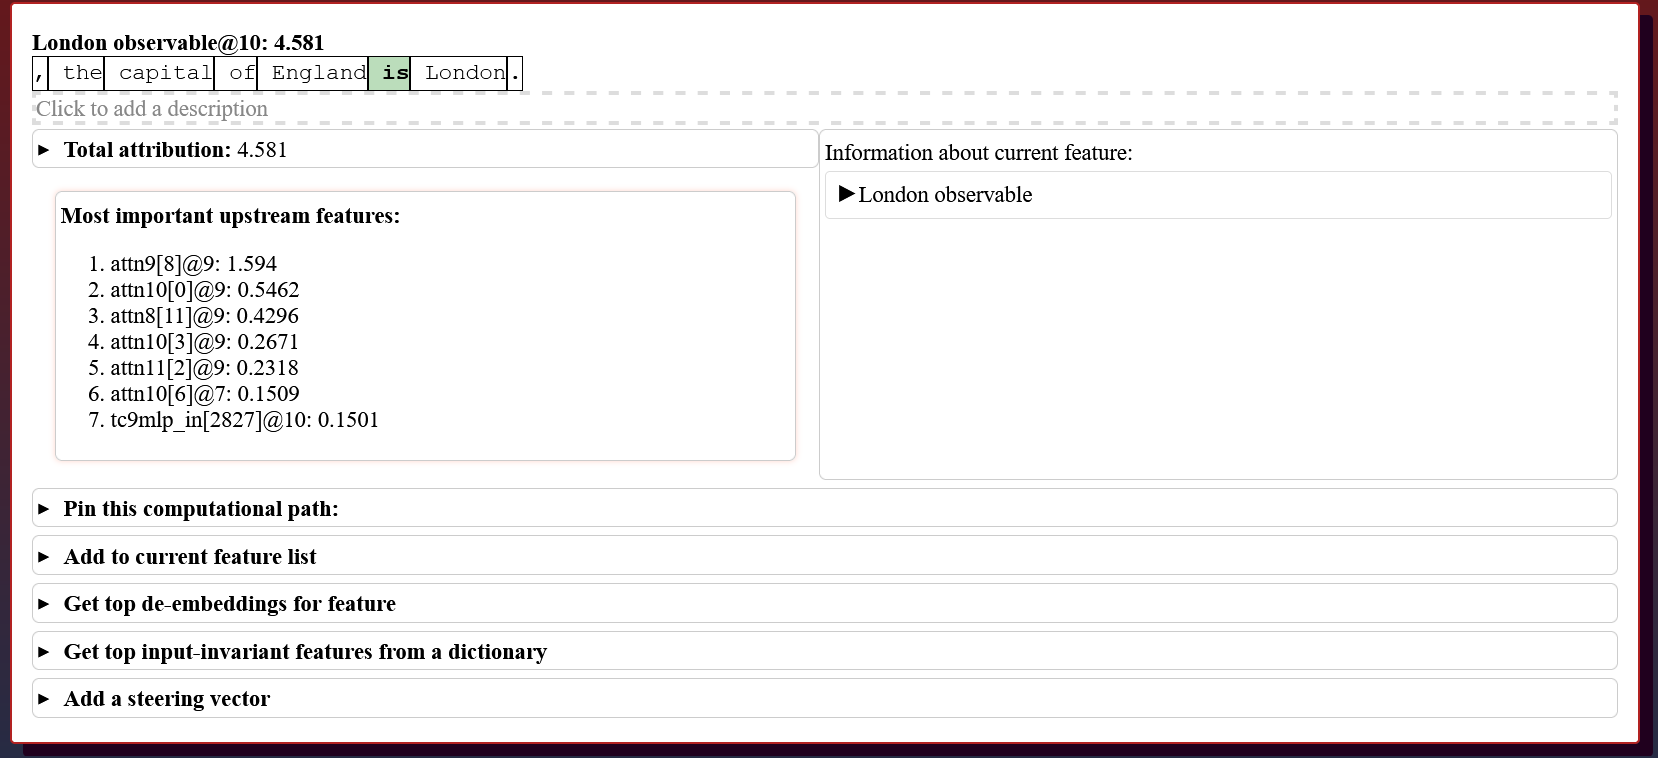 London observable@10: 4.581
, the capital of England is London.
Click to add a description
► Total attribution: 4.581
Most important upstream features:
1. attn9[8]@9: 1.594
2. attn10[0]@9: 0.5462
3. attn8[11]@9: 0.4296
4. attn10[3]@9: 0.2671
5. attn11[2]@9: 0.2318
6. attn10[6]@7: 0.1509
7. tc9mlp_in[2827]@10: 0.1501
Information about current feature:
►London observable
► Pin this computational path:
► Add to current feature list
► Get top de-embeddings for feature
► Get top input-invariant features from a dictionary
► Add a steering vector